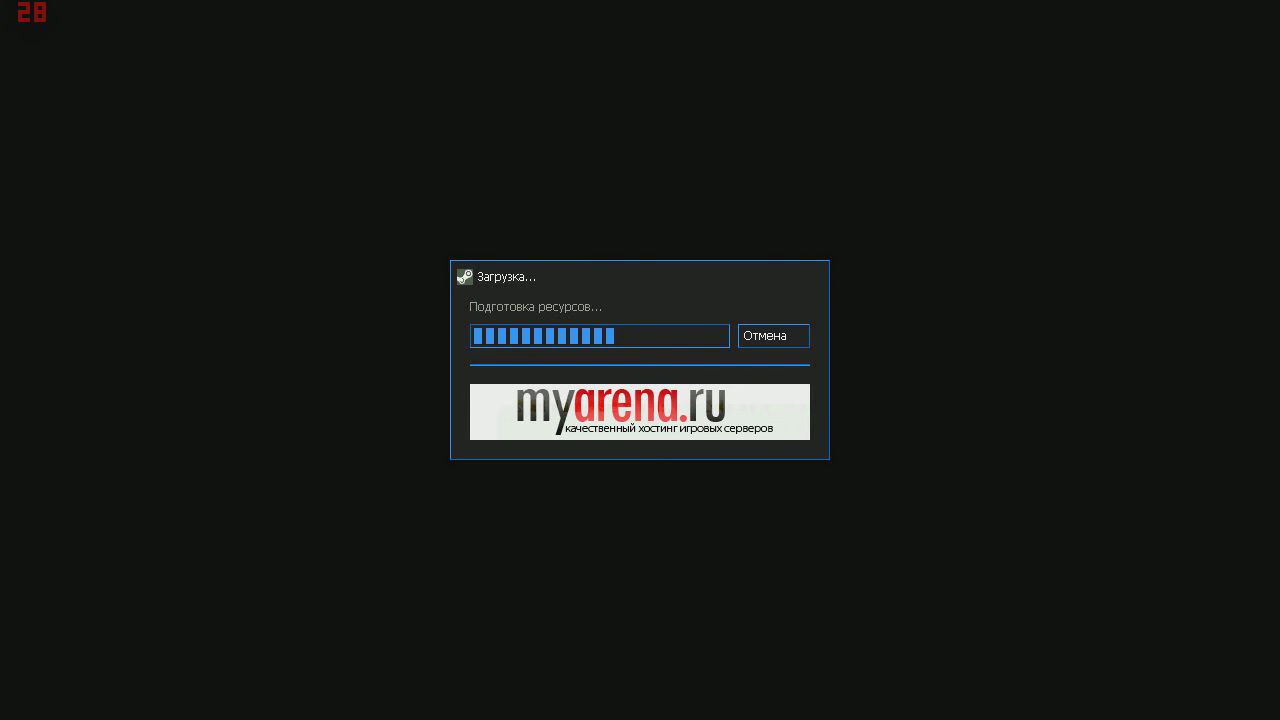 28
Загрузка...
Подготовка ресурсов...
Отмена
myarena.ru
качественный хостинг игровых серверов